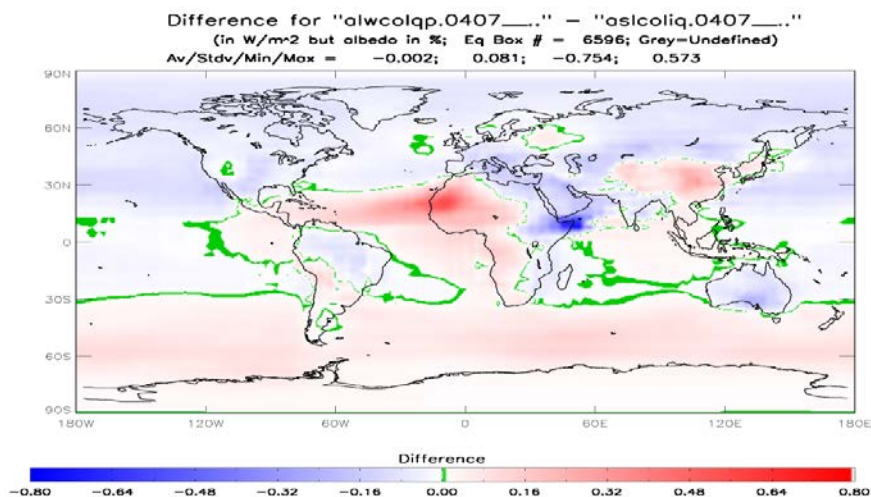 Difference for "alwcolqp.0407__.." - "aslcoliq.0407__.."
(in W/m^2 but albedo in %; Eq Box # = 6596; Grey=Undefined)
Av/Stdv/Min/Max = -0.002; 0.081; -0.754; 0.573
90N
60N
30N
0
30S
60S
90S
180W 120W 60W 0 60E 120E 180E
Difference
-0.80 -0.64 -0.48 -0.32 -0.16 0.00 0.16 0.32 0.48 0.64 0.80